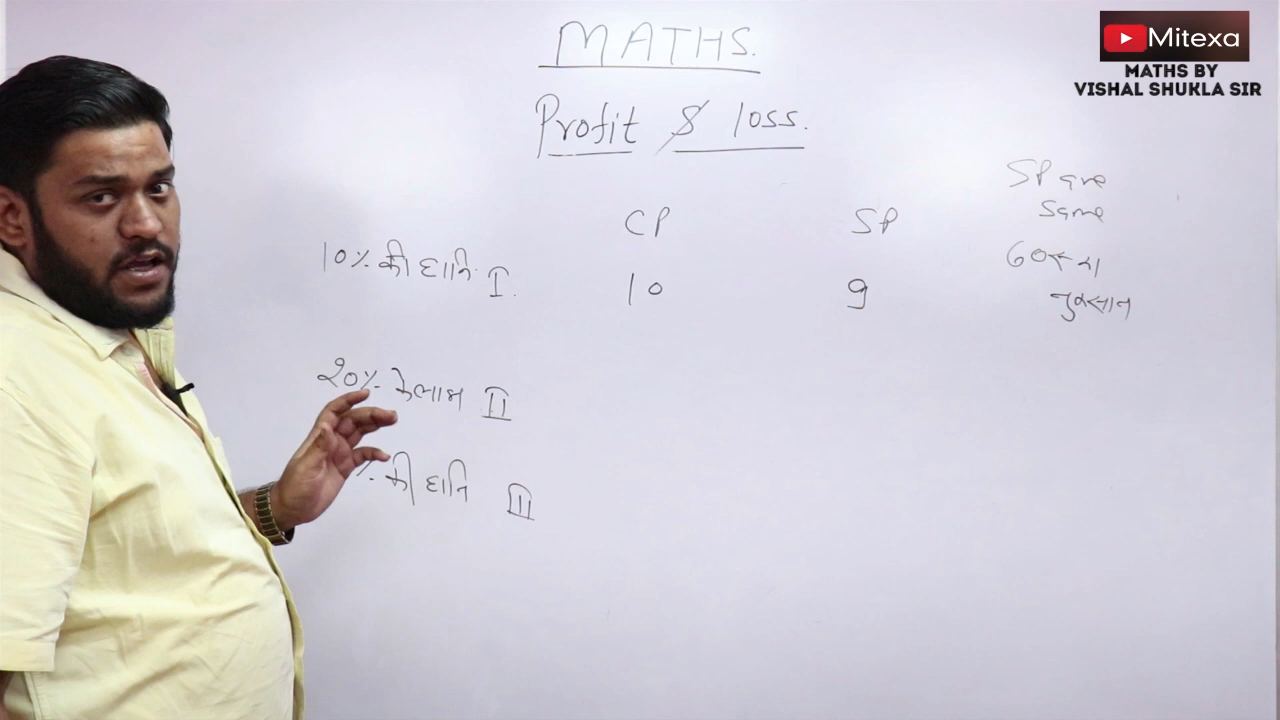 Mitexa
MATHS BY
VISHAL SHUKLA SIR
MATHS.
Profit & loss.
SP are
same
CP SP
60रु का
नुकसान
10% की हानि I. 10 9
20% के लाभ II
%. की हानि III